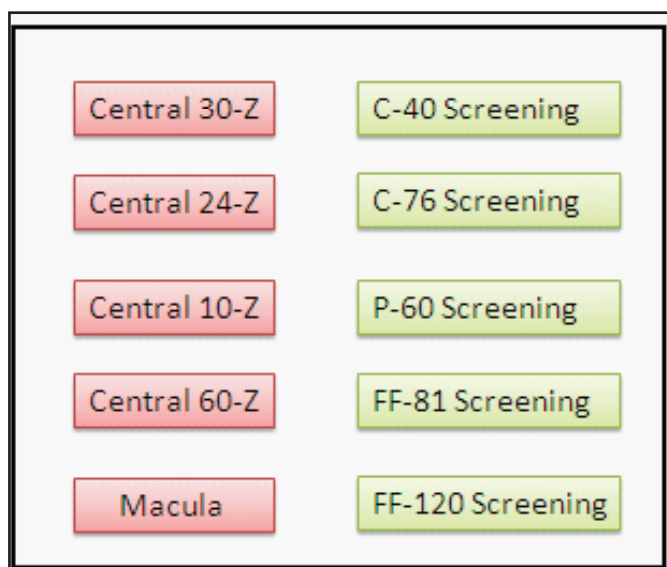 Central 30-Z
C-40 Screening
Central 24-Z
C-76 Screening
Central 10-Z
P-60 Screening
Central 60-Z
FF-81 Screening
Macula
FF-120 Screening